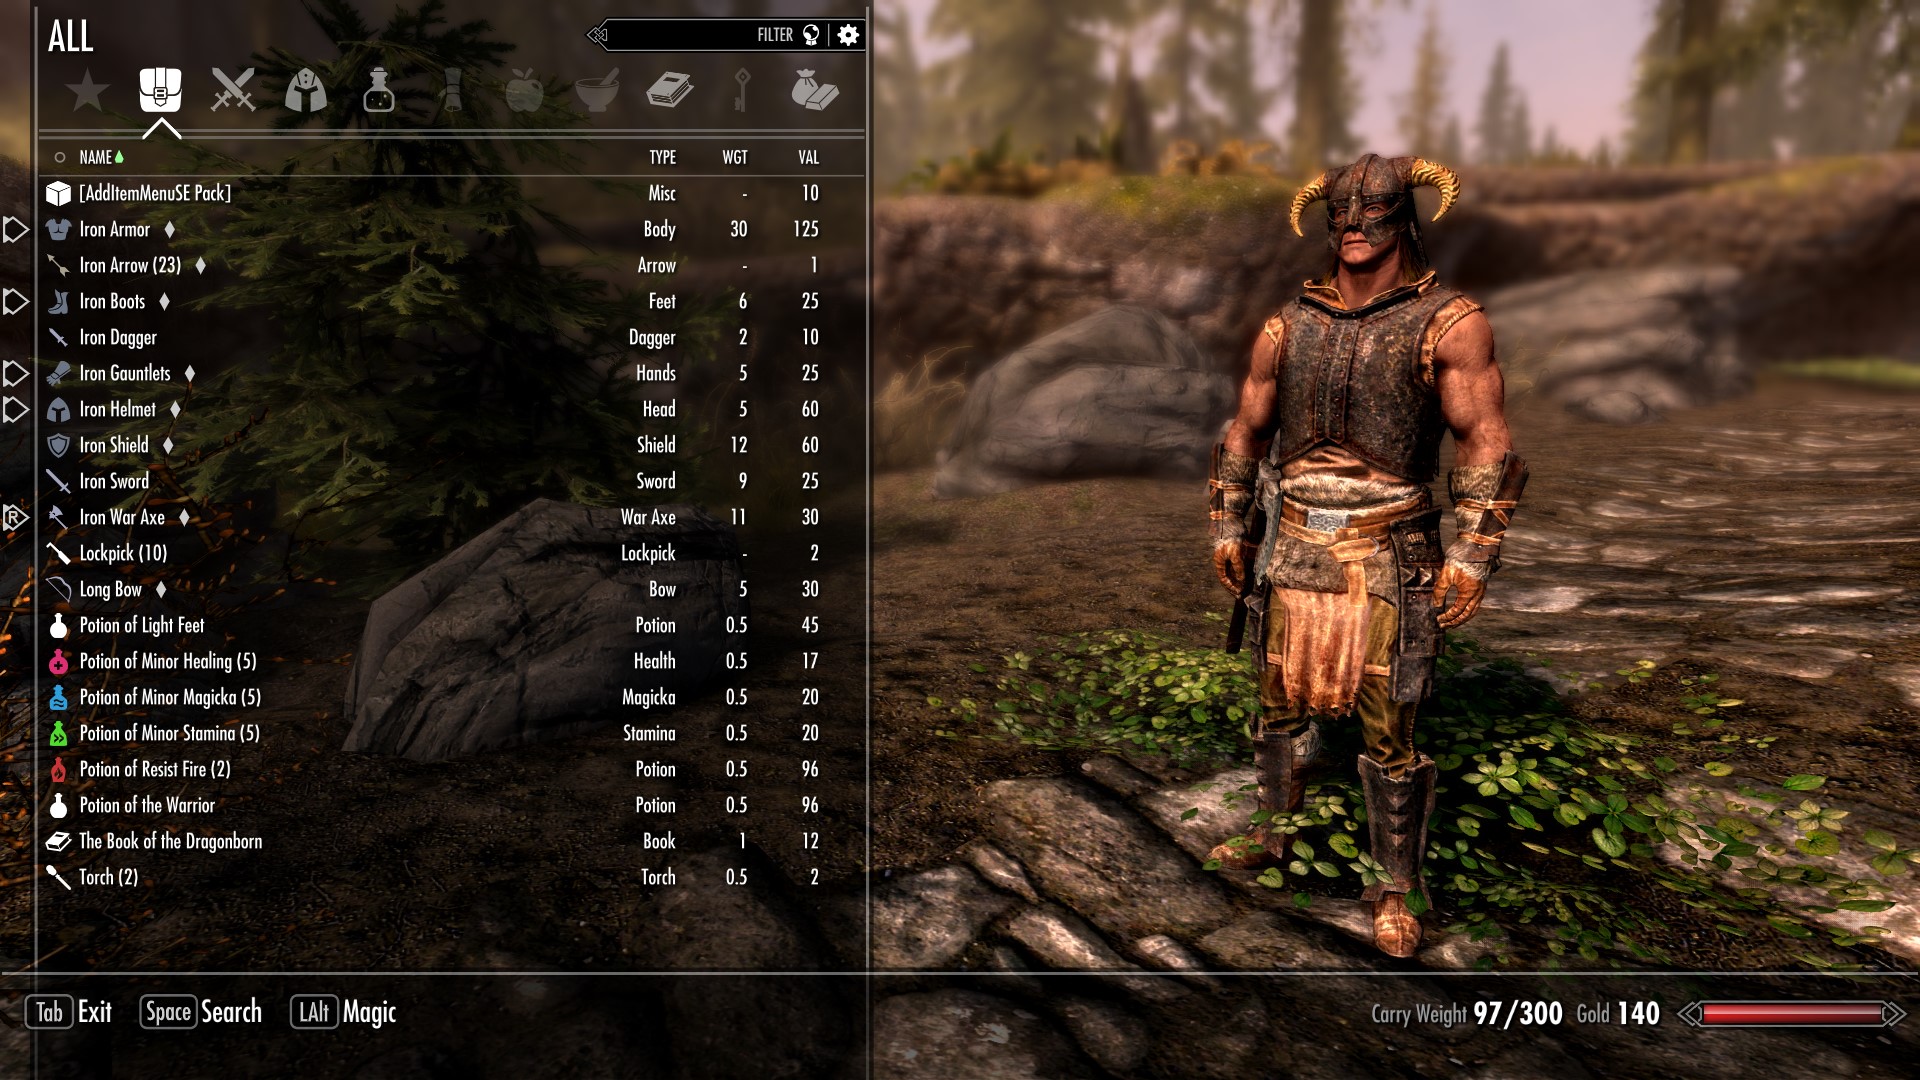 ALL
FILTER
NAME TYPE WGT VAL
[AddItemMenuSE Pack] Misc - 10
Iron Armor Body 30 125
Iron Arrow (23) Arrow - 1
Iron Boots Feet 6 25
Iron Dagger Dagger 2 10
Iron Gauntlets Hands 5 25
Iron Helmet Head 5 60
Iron Shield Shield 12 60
Iron Sword Sword 9 25
R Iron War Axe War Axe 11 30
Lockpick (10) Lockpick - 2
Long Bow Bow 5 30
Potion of Light Feet Potion 0.5 45
Potion of Minor Healing (5) Health 0.5 17
Potion of Minor Magicka (5) Magicka 0.5 20
Potion of Minor Stamina (5) Stamina 0.5 20
Potion of Resist Fire (2) Potion 0.5 96
Potion of the Warrior Potion 0.5 96
The Book of the Dragonborn Book 1 12
Torch (2) Torch 0.5 2
Tab Exit Space Search LAlt Magic Carry Weight 97/300 Gold 140